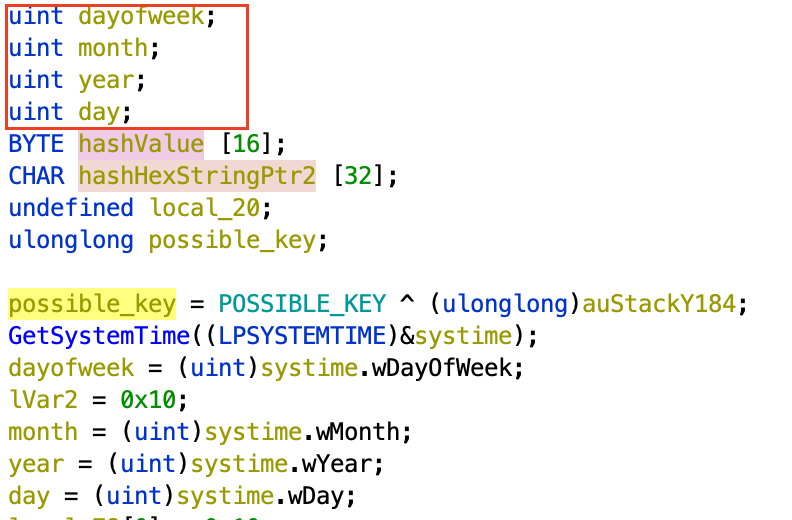 uint dayofweek;
uint month;
uint year;
uint day;
BYTE hashValue [16];
CHAR hashHexStringPtr2 [32];
undefined local_20;
ulonglong possible_key;
possible_key = POSSIBLE_KEY ^ (ulonglong)auStackY184;
GetSystemTime((LPSYSTEMTIME)&systime);
dayofweek = (uint)systime.wDayOfWeek;
lVar2 = 0x10;
month = (uint)systime.wMonth;
year = (uint)systime.wYear;
day = (uint)systime.wDay;